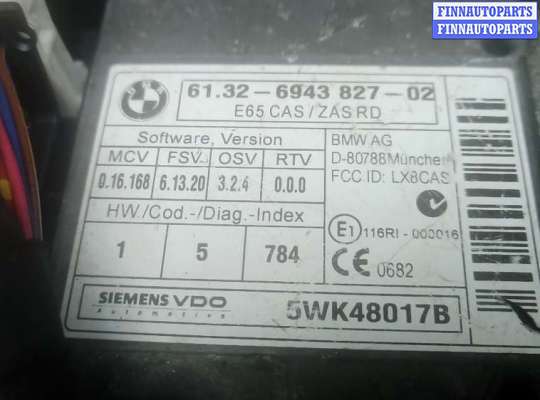 FINNAUTOPARTS
FINNAUTOPARTS
BMW
61.32-6943 827-02
E65 CAS/ZAS RD
Software, Version
MCV FSV OSV RTV
0.16.168 6.13.20 3.2.4 0.0.0
HW./Cod.-/Diag.-Index
1 5 784
BMW AG
D-80788München
FCC ID: LX8CAS
E1 116RI-000016
CE 0682
SIEMENS VDO
Automotive
5WK48017B